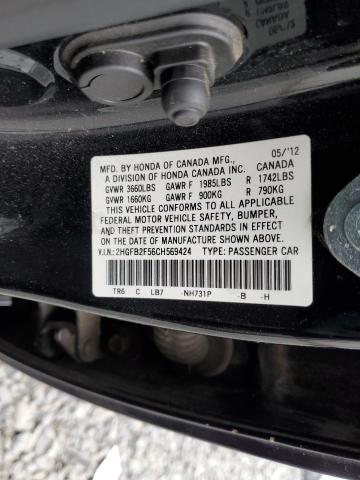 MFD. BY HONDA OF CANADA MFG., 05/'12
A DIVISION OF HONDA CANADA INC. CANADA
GVWR 3660LBS GAWR F 1985LBS R 1742LBS
GVWR 1660KG GAWR F 900KG R 790KG
THIS VEHICLE CONFORMS TO ALL APPLICABLE
FEDERAL MOTOR VEHICLE SAFETY, BUMPER,
AND THEFT PREVENTION STANDARDS IN EFFECT
ON THE DATE OF MANUFACTURE SHOWN ABOVE.
V.I.N.: 2HGFB2F56CH569424 TYPE: PASSENGER CAR
TR6 C LB7 -NH731P -B -H